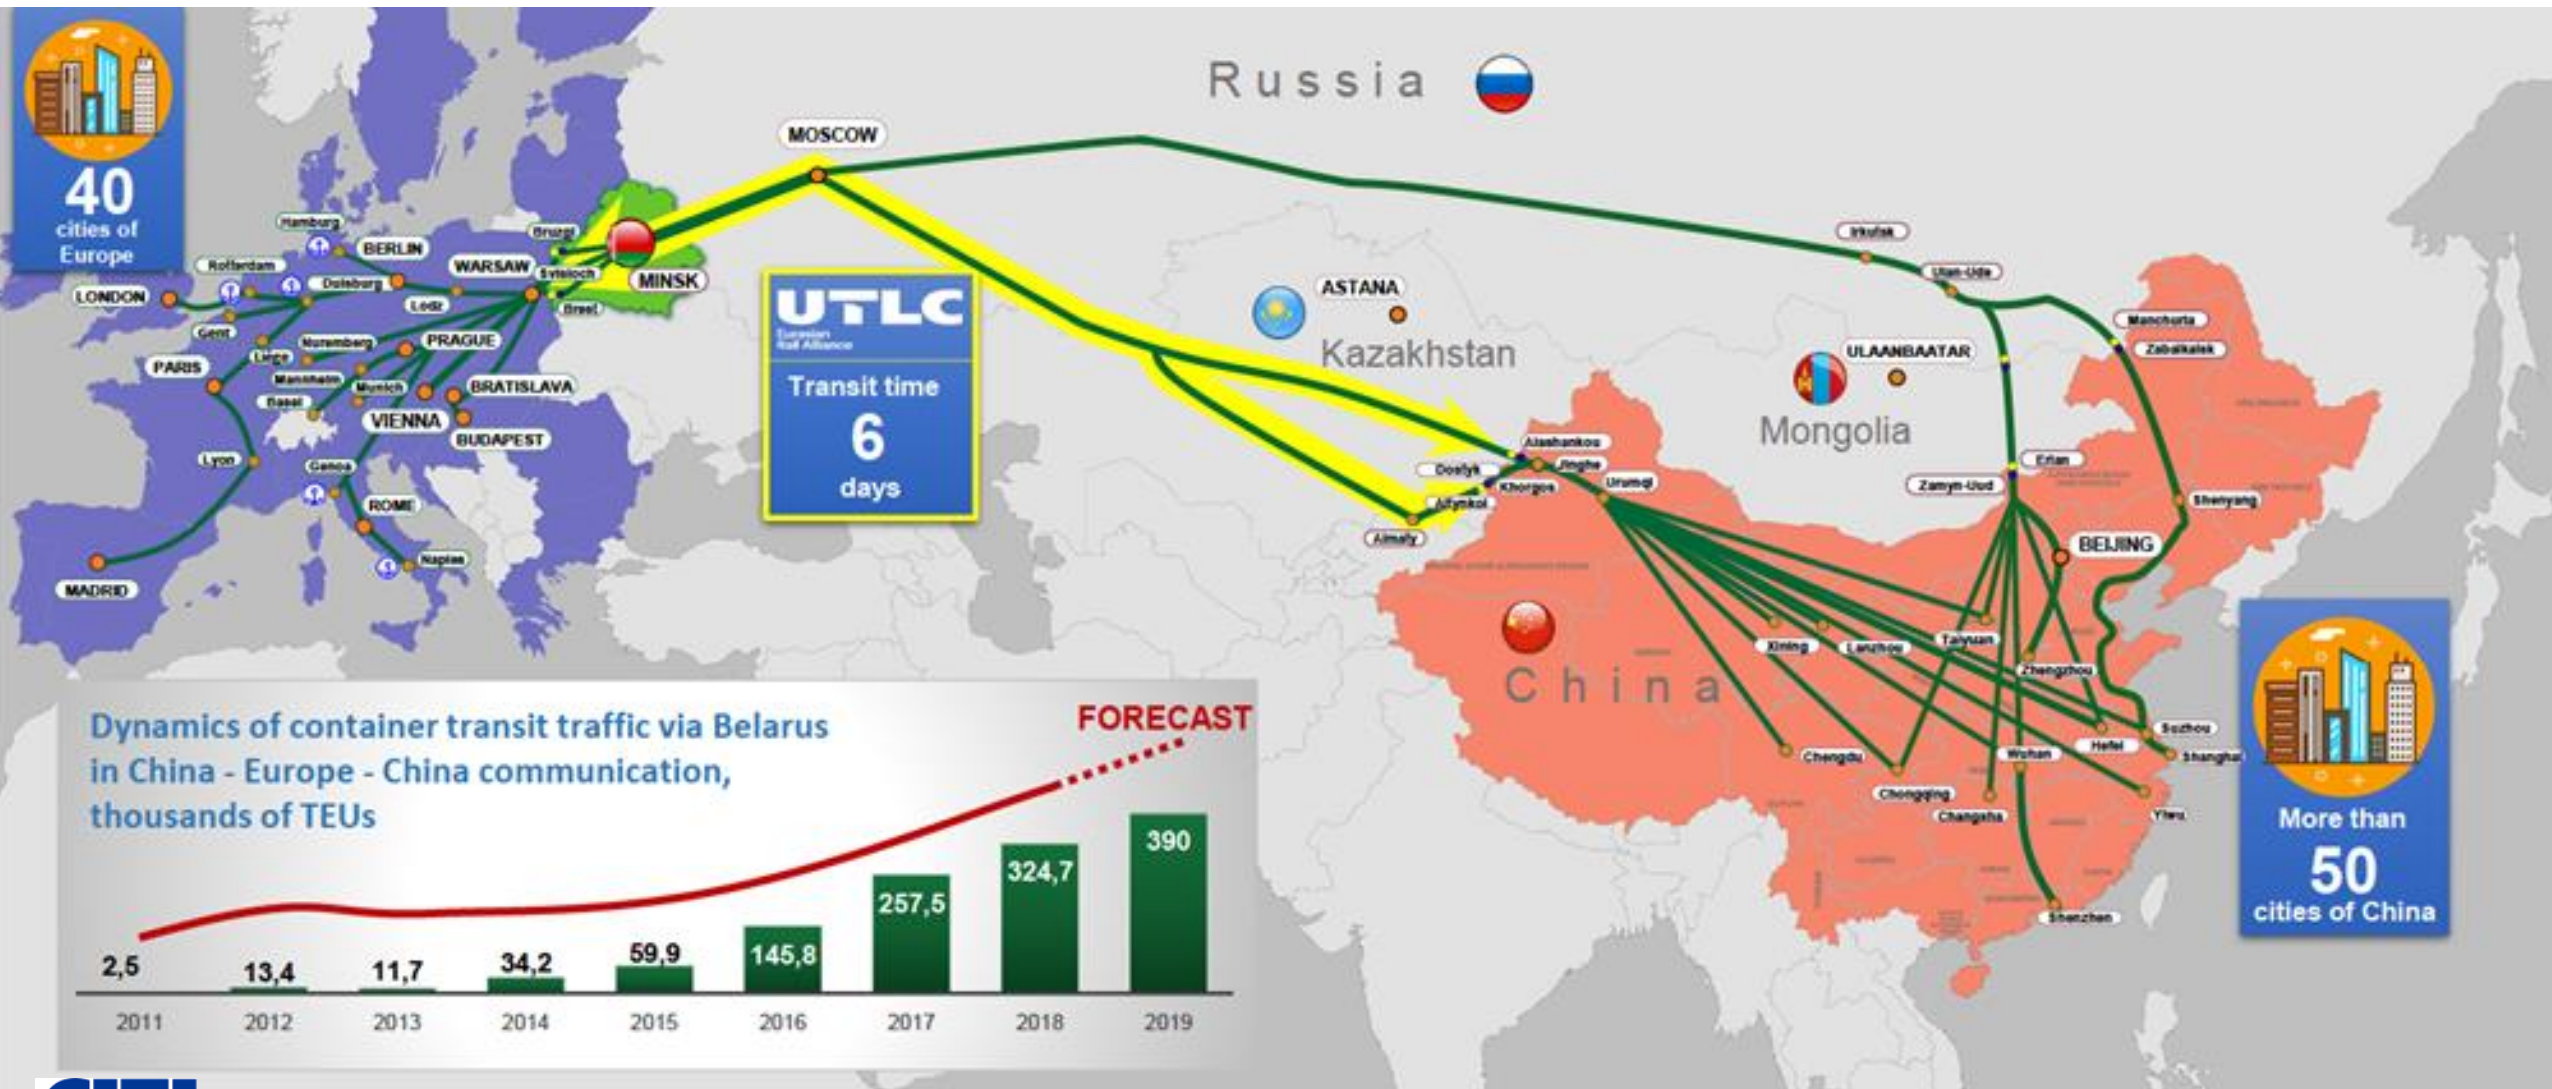 40
cities of
Europe
Russia
MOSCOW
Hamburg
BERLIN
Rotterdam
Duisburg
WARSAW
Bruzgi
Svisloch
MINSK
Brest
LONDON
Lodz
Gent
Liege
Nuremberg
PRAGUE
PARIS
Mannheim
Munich
BRATISLAVA
Basel
VIENNA
BUDAPEST
Lyon
Genoa
ROME
Naples
MADRID
UTLC
Eurasian
Rail Alliance
Transit time
6
days
ASTANA
Kazakhstan
Irkutsk
Ulan-Ude
ULAANBAATAR
Mongolia
Manchuria
Zabaikalsk
Alashankou
Dostyk
Jinghe
Khorgos
Urumqi
Altynkol
Almaty
Erlan
Zamyn-Uud
Shenyang
BEIJING
China
Xining
Lanzhou
Taiyuan
Zhengzhou
Suzhou
Hefei
Shanghai
Wuhan
Chengdu
Chongqing
Changsha
Yiwu
Shenzhen
More than
50
cities of China
Dynamics of container transit traffic via Belarus
in China - Europe - China communication,
thousands of TEUs
FORECAST
2,5
13,4
11,7
34,2
59,9
145,8
257,5
324,7
390
2011
2012
2013
2014
2015
2016
2017
2018
2019